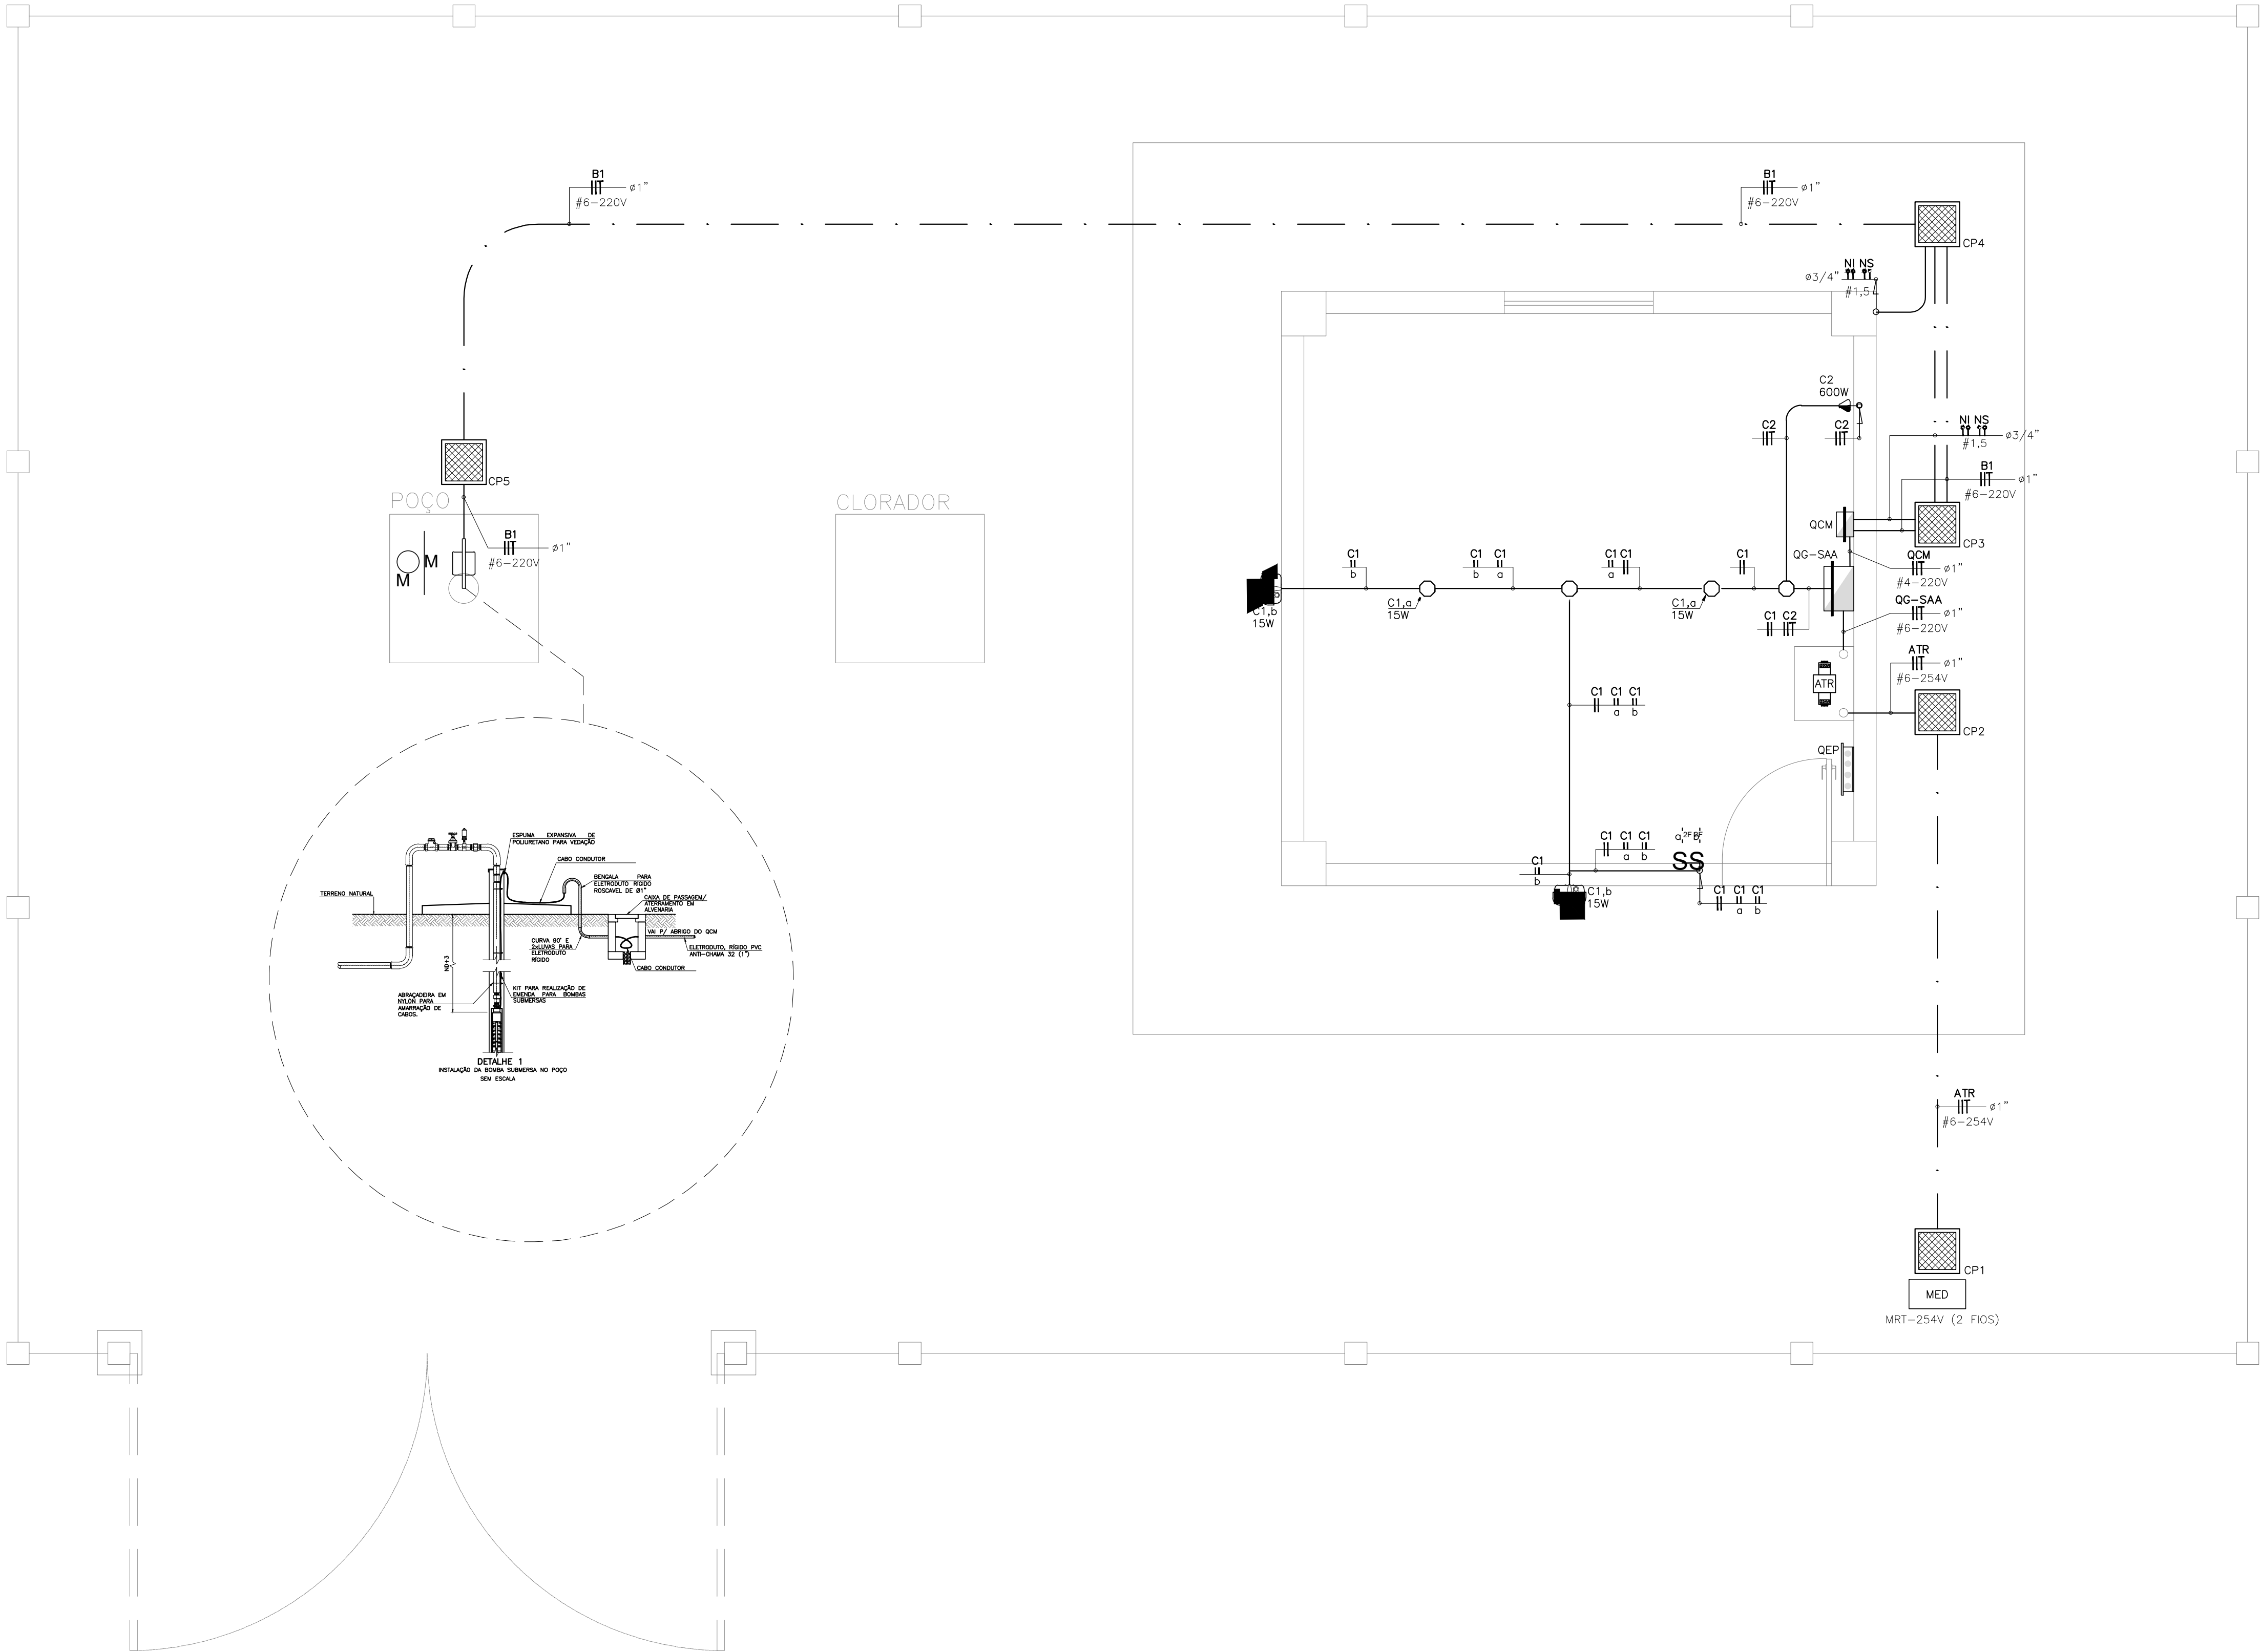 B1
ø1"
#6-220V
B1
ø1"
#6-220V
CP4
NI NS
ø3/4"
#1,5
C2
600W
C2
C2
NI NS
#1,5
ø3/4"
B1
ø1"
#6-220V
CP3
QCM
QCM
ø1"
#4-220V
QG-SAA
QG-SAA
ø1"
#6-220V
ATR
ø1"
#6-254V
ATR
CP2
QEP
CP5
POÇO
M
M
B1
ø1"
#6-220V
CLORADOR
C1
b
C1 C1
b a
C1 C1
a
C1
C1,b
15W
C1,a
15W
C1,a
15W
C1 C2
C1 C1 C1
a b
C1 C1 C1
a b
a 2F
SS
C1
b
C1,b
15W
C1 C1 C1
a b
ESPUMA EXPANSIVA DE
POLIURETANO PARA VEDAÇÃO
CABO CONDUTOR
BENGALA PARA
ELETRODUTO RÍGIDO
ROSCAVEL DE Ø1"
TERRENO NATURAL
CAIXA DE PASSAGEM/
ATERRAMENTO EM
ALVENARIA
VAI P/ ABRIGO DO QCM
CURVA 90° E
2xLUVAS PARA
ELETRODUTO
RÍGIDO
ELETRODUTO, RÍGIDO PVC
ANTI-CHAMA 32 (1")
CABO CONDUTOR
ND+3
ABRAÇADEIRA EM
NYLON PARA
AMARRAÇÃO DE
CABOS.
KIT PARA REALIZAÇÃO DE
EMENDA PARA BOMBAS
SUBMERSAS
DETALHE 1
INSTALAÇÃO DA BOMBA SUBMERSA NO POÇO
SEM ESCALA
ATR
ø1"
#6-254V
CP1
MED
MRT-254V (2 FIOS)